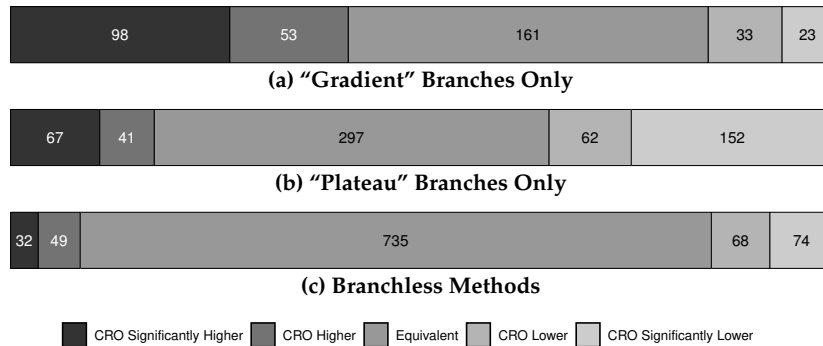 98 53 161 33 23
(a) “Gradient” Branches Only
67 41 297 62 152
(b) “Plateau” Branches Only
32 49 735 68 74
(c) Branchless Methods
CRO Significantly Higher CRO Higher Equivalent CRO Lower CRO Significantly Lower